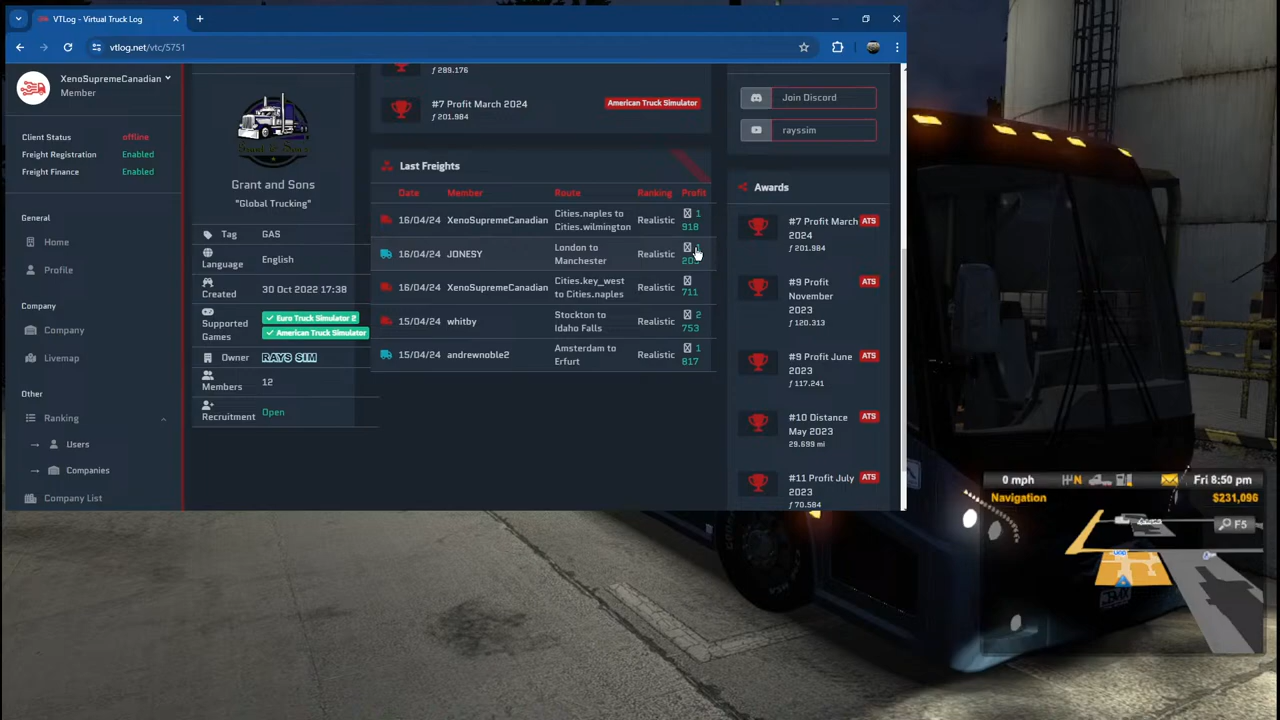 VTLog - Virtual Truck Log
vtlog.net/vtc/5751
XenoSupremeCanadian
Member
Client Status offline
Freight Registration Enabled
Freight Finance Enabled
General
Home
Profile
Company
Company
Livemap
Other
Ranking
Users
Companies
Company List
Grant and Sons
Grant and Sons
"Global Trucking"
Tag GAS
Language English
Created 30 Oct 2022 17:38
Supported Games
Euro Truck Simulator 2
American Truck Simulator
Owner RAYS SIM
Members 12
Recruitment Open
ƒ 289.176
#7 Profit March 2024 American Truck Simulator
ƒ 201.984
Last Freights
Date Member Route Ranking Profit
16/04/24 XenoSupremeCanadian Cities.naples to Cities.wilmington Realistic 1 918
16/04/24 JONESY London to Manchester Realistic
16/04/24 XenoSupremeCanadian Cities.key_west to Cities.naples Realistic 711
15/04/24 whitby Stockton to Idaho Falls Realistic 2 753
15/04/24 andrewnoble2 Amsterdam to Erfurt Realistic 1 817
Join Discord
rayssim
Awards
#7 Profit March 2024 ATS
ƒ 201.984
#9 Profit November 2023 ATS
ƒ 120.313
#9 Profit June 2023 ATS
ƒ 117.241
#10 Distance May 2023 ATS
29.699 mi
#11 Profit July 2023 ATS
ƒ 70.584
0 mph N Fri 8:50 pm
Navigation $231,096
F5